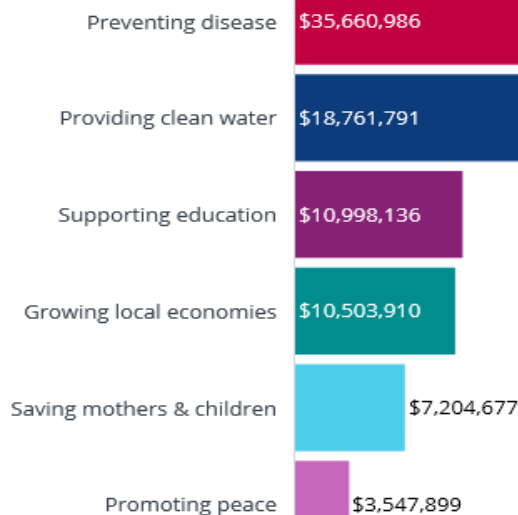 Preventing disease $35,660,986
Providing clean water $18,761,791
Supporting education $10,998,136
Growing local economies $10,503,910
Saving mothers & children $7,204,677
Promoting peace $3,547,899